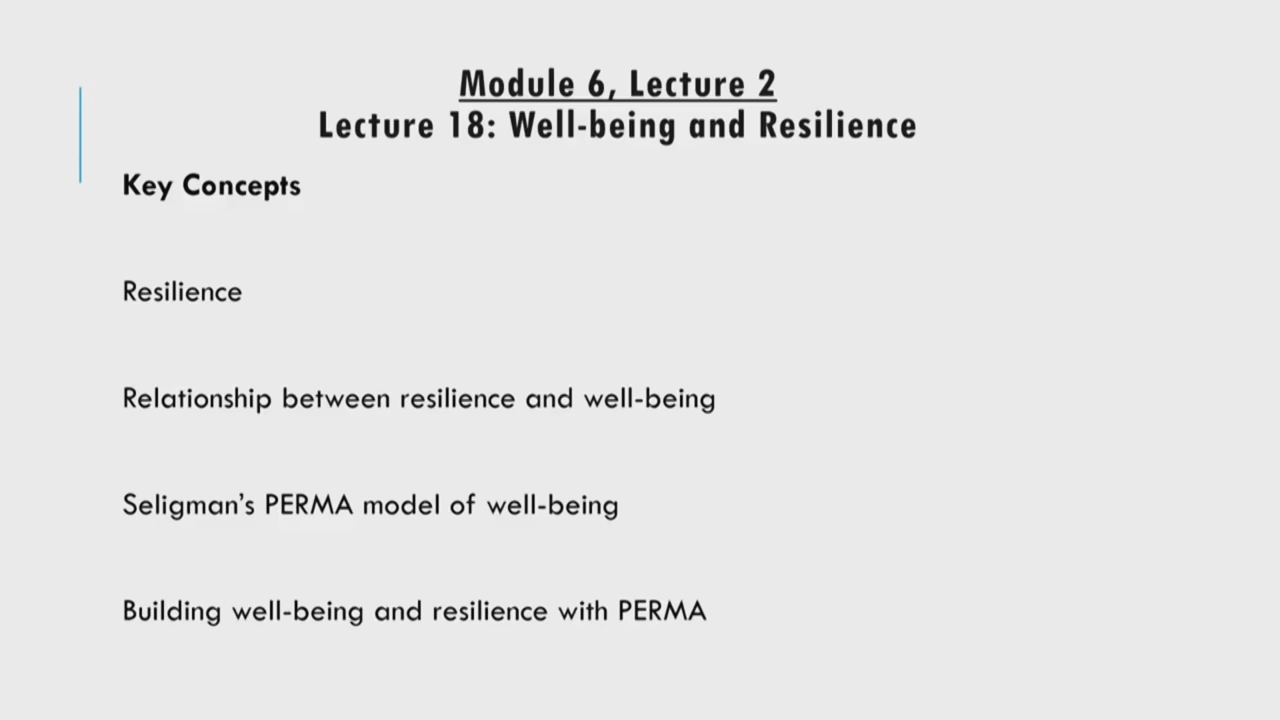 Module 6, Lecture 2
Lecture 18: Well-being and Resilience
Key Concepts
Resilience
Relationship between resilience and well-being
Seligman’s PERMA model of well-being
Building well-being and resilience with PERMA